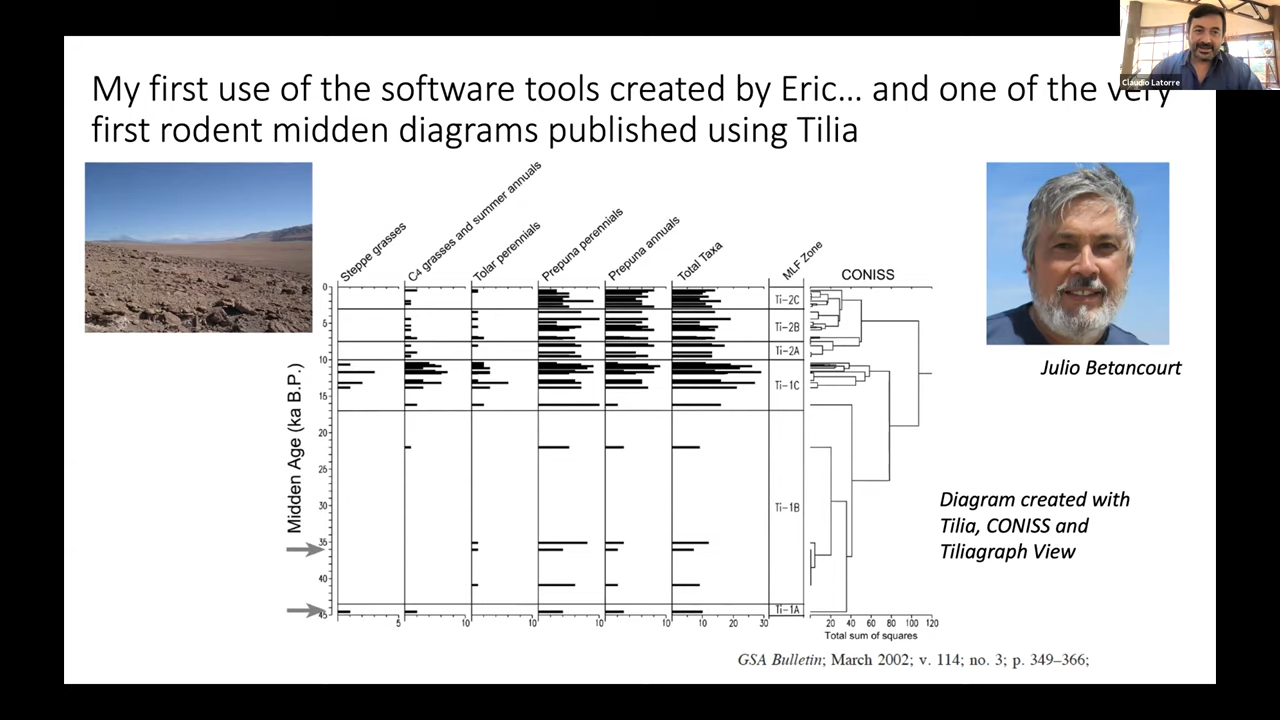 Claudio Latorre
My first use of the software tools created by Eric... and one of the very
first rodent midden diagrams published using Tilia
Steppe grasses
C4 grasses and summer annuals
Tolar perennials
Prepuna perennials
Prepuna annuals
Total Taxa
MLF Zone
CONISS
Julio Betancourt
Midden Age (ka B.P.)
0
5
10
15
20
25
30
35
40
45
Ti-2C
Ti-2B
Ti-2A
Ti-1C
Ti-1B
Ti-1A
5 10 10 10 10 10 20 30
20 40 60 80 100 120
Total sum of squares
Diagram created with
Tilia, CONISS and
Tiliagraph View
GSA Bulletin; March 2002; v. 114; no. 3; p. 349–366;